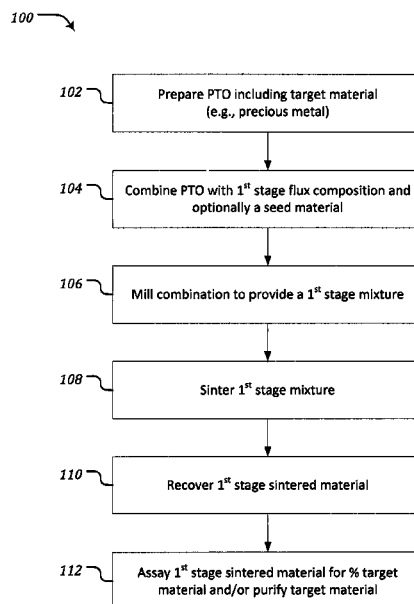 100
102
Prepare PTO including target material
(e.g., precious metal)
104
Combine PTO with 1st stage flux composition and
optionally a seed material
106
Mill combination to provide a 1st stage mixture
108
Sinter 1st stage mixture
110
Recover 1st stage sintered material
112
Assay 1st stage sintered material for % target
material and/or purify target material